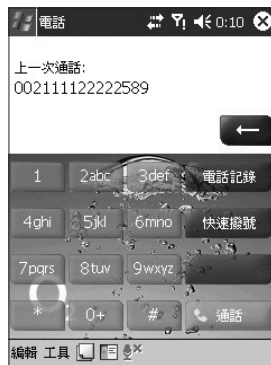 電話 0:10
上一次通話:
002111122222589
1 2abc 3def 電話記錄
4ghi 5jkl 6mno 快速撥號
7pqrs 8tuv 9wxyz
* 0+ # 通話
編輯 工具